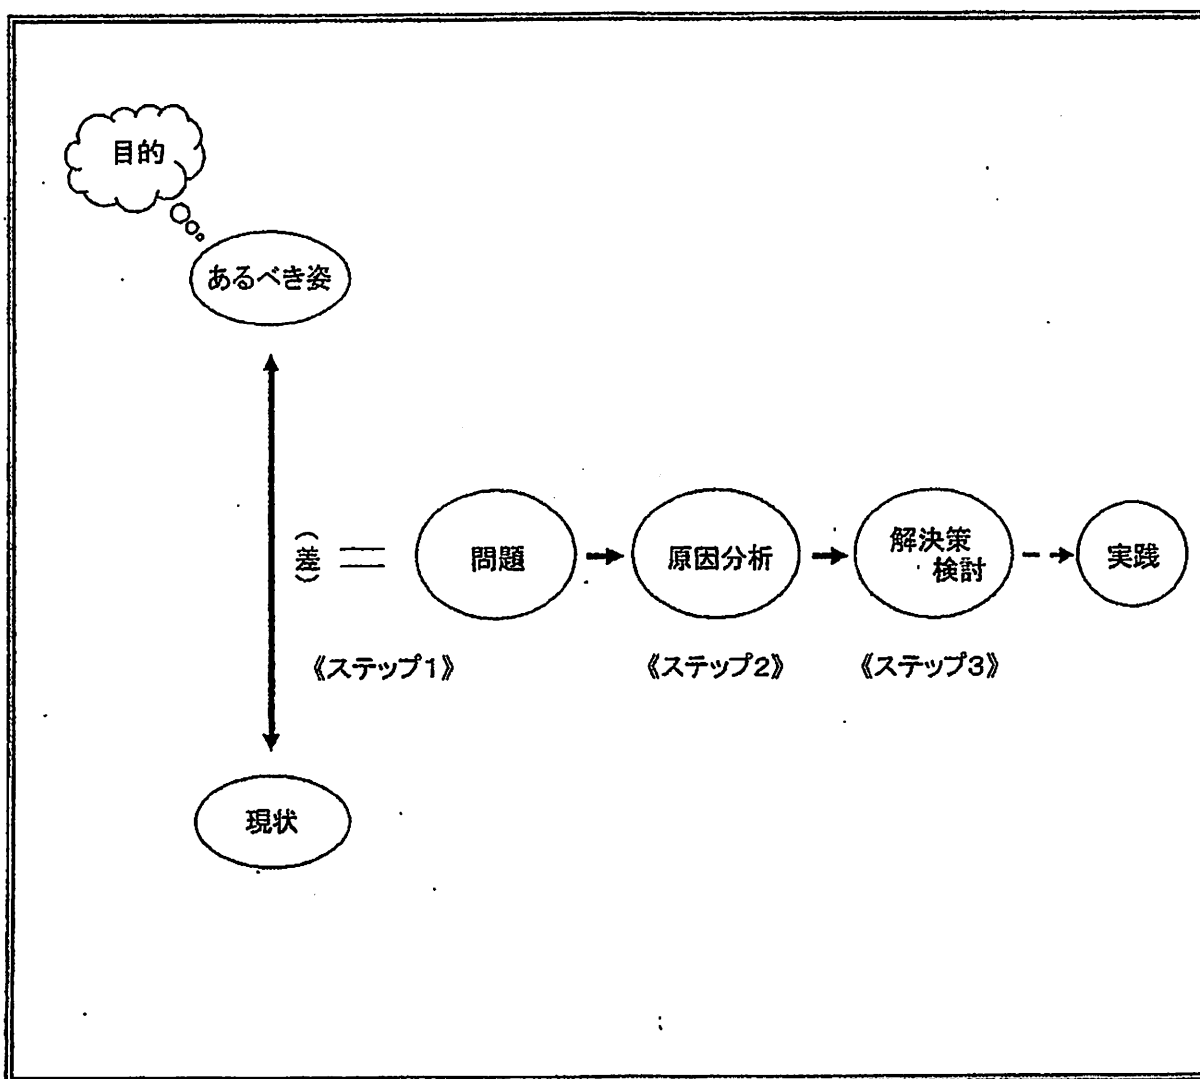 目的
あるべき姿
(差)
問題
原因分析
解決策
検討
実践
《ステップ1》
《ステップ2》
《ステップ3》
現状